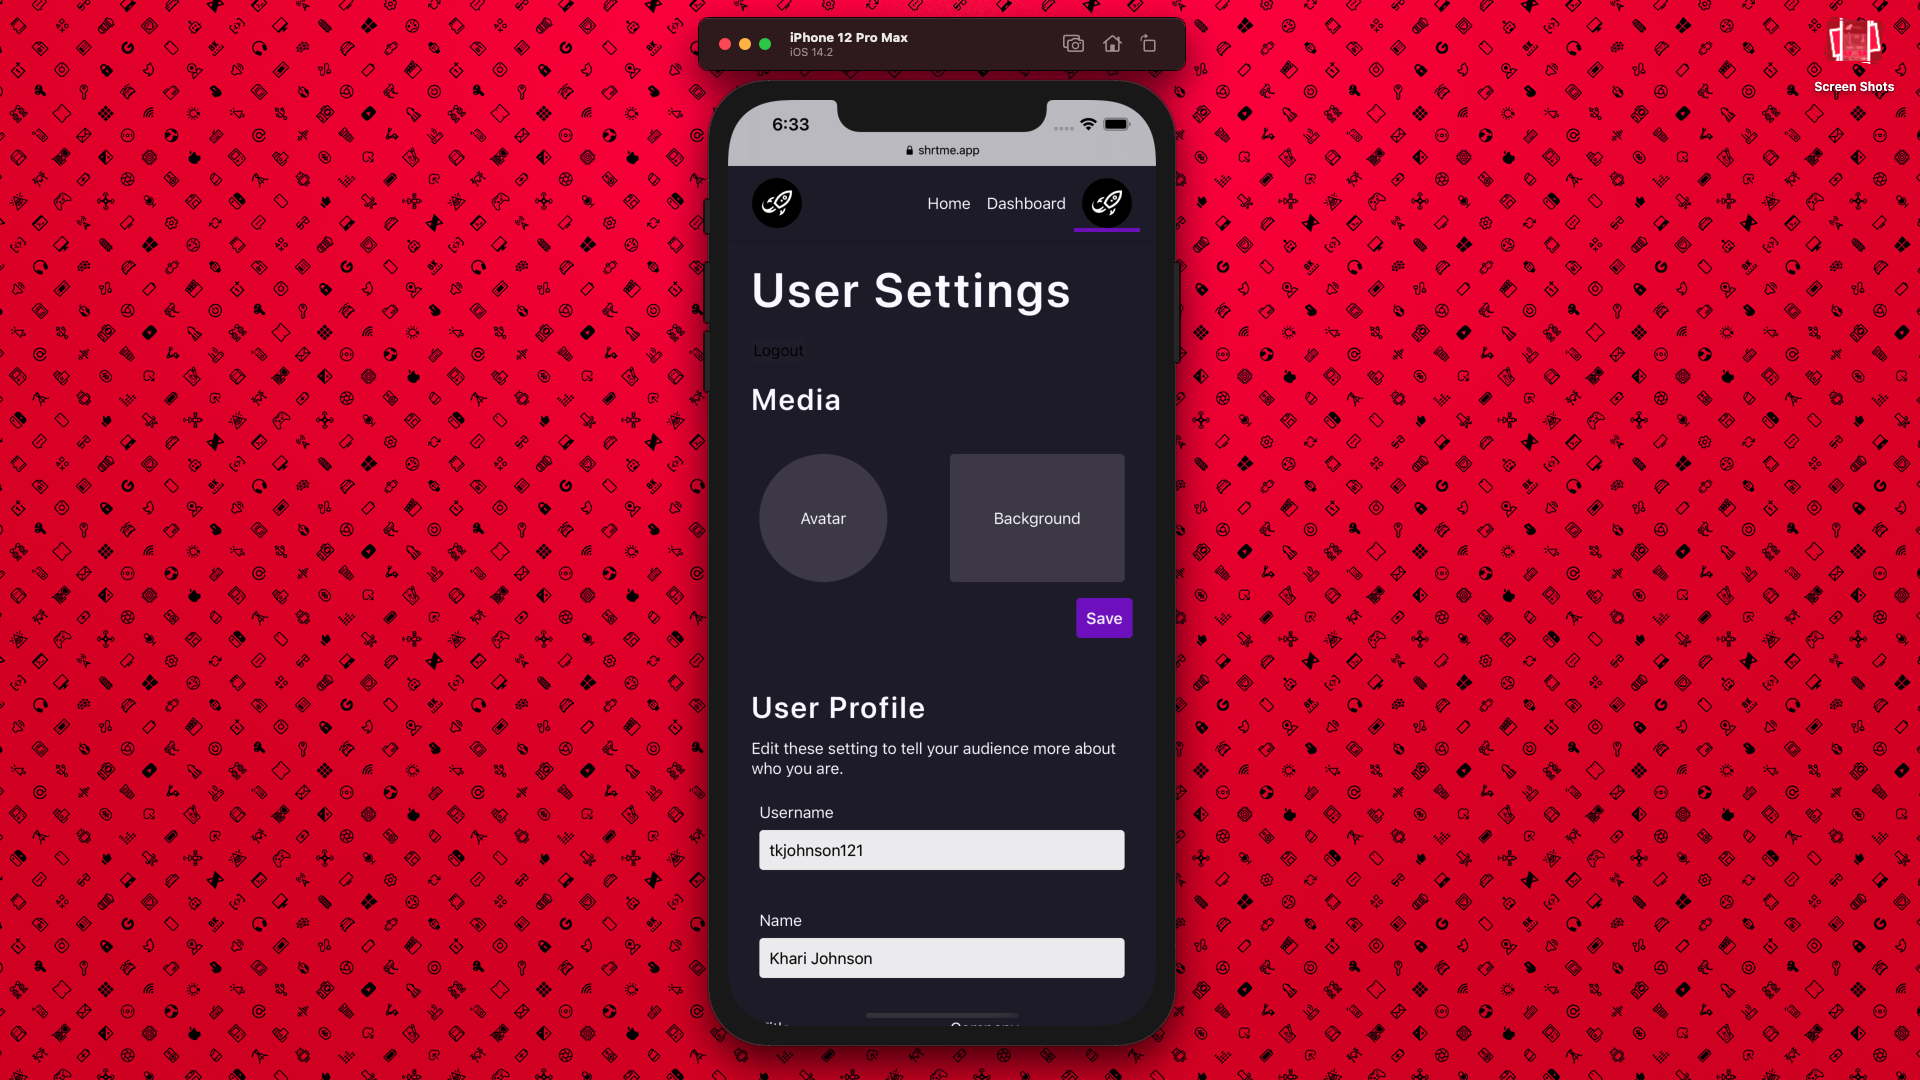 iPhone 12 Pro Max
iOS 14.2
Screen Shots
6:33
shrtme.app
Home Dashboard
User Settings
Logout
Media
Avatar Background
Save
User Profile
Edit these setting to tell your audience more about
who you are.
Username
tkjohnson121
Name
Khari Johnson